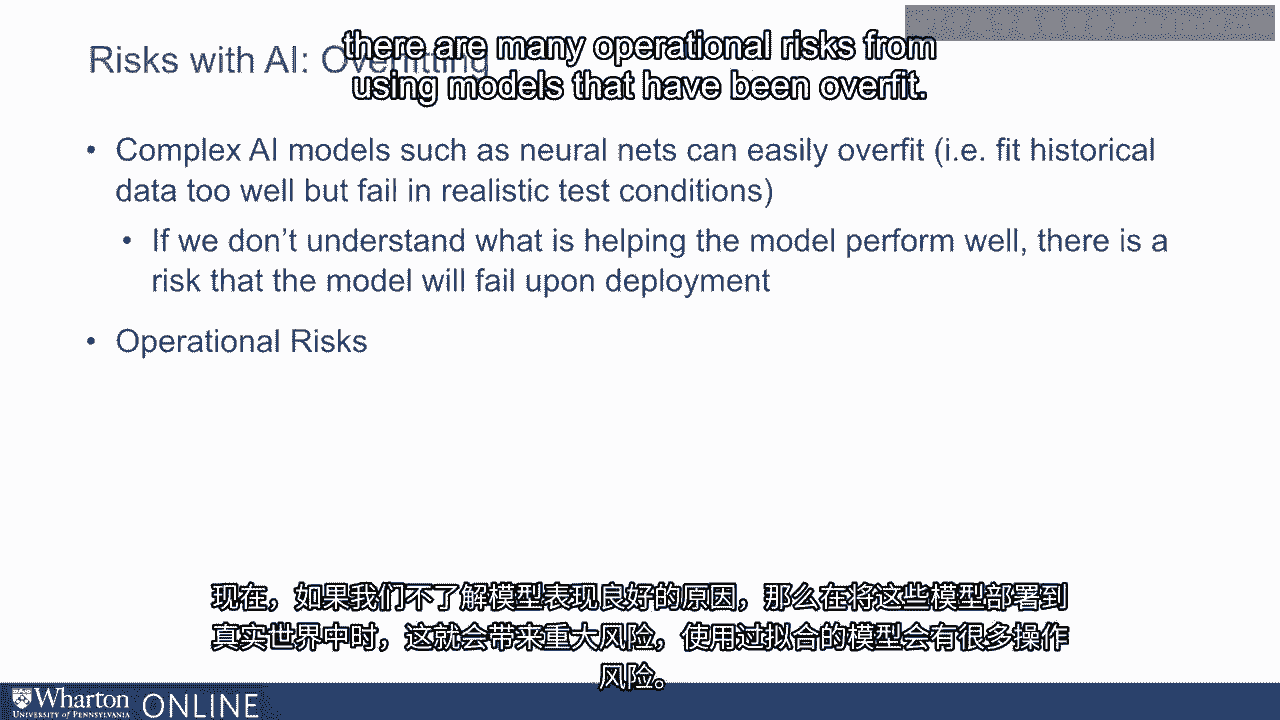 Risks with AI: Overfitting
there are many operational risks from
using models that have been overfit.
• Complex AI models such as neural nets can easily overfit (i.e. fit historical
data too well but fail in realistic test conditions)
• If we don't understand what is helping the model perform well, there is a
risk that the model will fail upon deployment
• Operational Risks
现在，如果我们不了解模型表现良好的原因，那么在将这些模型部署到
真实世界中时，这就会带来重大风险，使用过拟合的模型会有很多操作
风险。
Wharton ONLINE
UNIVERSITY of PENNSYLVANIA